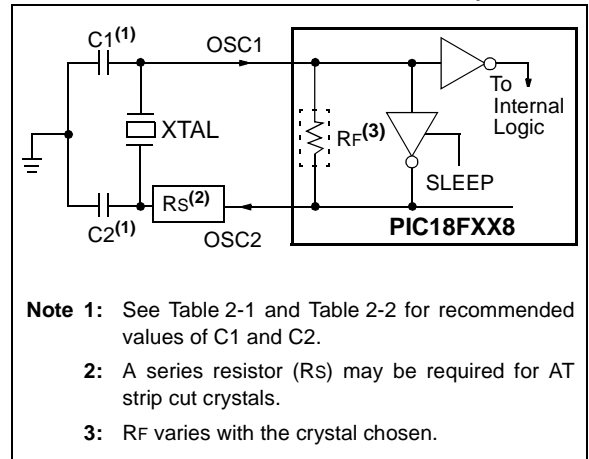 C1(1)
OSC1
To
Internal
Logic
XTAL
RF(3)
SLEEP
RS(2)
C2(1)
OSC2
PIC18FXX8
Note 1: See Table 2-1 and Table 2-2 for recommended
values of C1 and C2.
2: A series resistor (RS) may be required for AT
strip cut crystals.
3: RF varies with the crystal chosen.